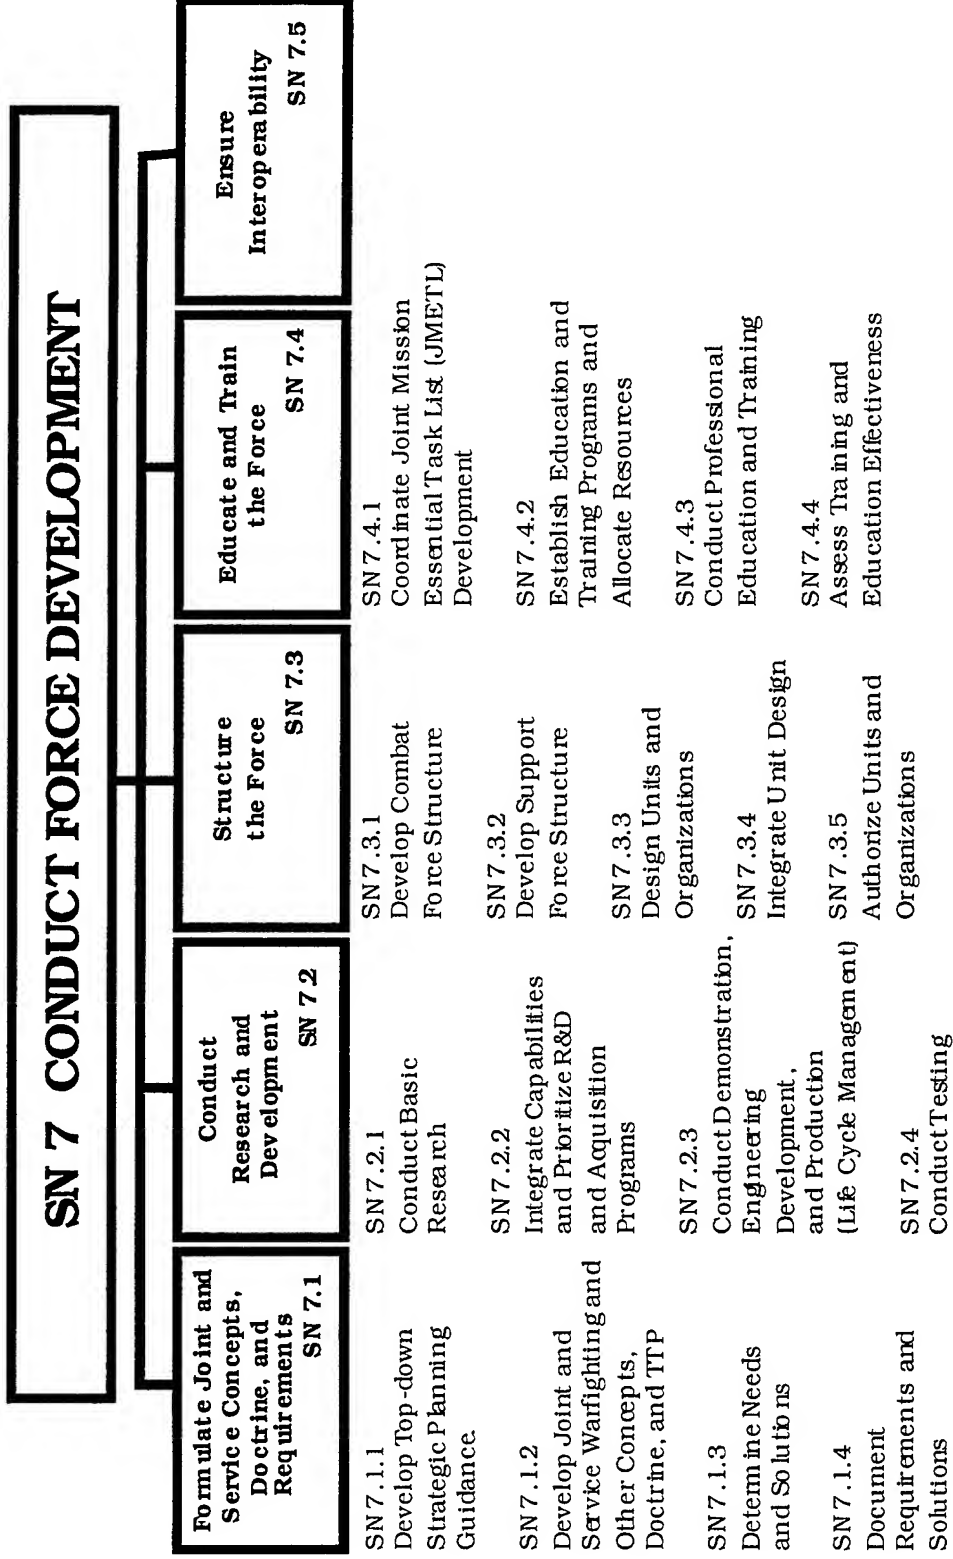 SN 7 CONDUCT FORCE DEVELOPMENT
Formulate Joint and
Service Concepts,
Doctrine, and
Requirements
SN 7.1
Conduct
Research and
Development
SN 7.2
Structure
the Force
SN 7.3
Educate and Train
the Force
SN 7.4
Ensure
Interoperability
SN 7.5
SN 7.1.1
Develop Top-down
Strategic Planning
Guidance.
SN 7.1.2
Develop Joint and
Service Warfighting and
Other Concepts,
Doctrine, and TTP
SN 7.1.3
Determine Needs
and Solutions
SN 7.1.4
Document
Requirements and
Solutions
SN 7.2.1
Conduct Basic
Research
SN 7.2.2
Integrate Capabilities
and Prioritize R&D
and Acquisition
Programs
SN 7.2.3
Conduct Demonstration,
Engineering
Development,
and Production
(Life Cycle Management)
SN 7.2.4
Conduct Testing
SN 7.3.1
Develop Combat
Force Structure
SN 7.3.2
Develop Support
Force Structure
SN 7.3.3
Design Units and
Organizations
SN 7.3.4
Integrate Unit Design
SN 7.3.5
Authorize Units and
Organizations
SN 7.4.1
Coordinate Joint Mission
Essential Task List (JMETL)
Development
SN 7.4.2
Establish Education and
Training Programs and
Allocate Resources
SN 7.4.3
Conduct Professional
Education and Training
SN 7.4.4
Assess Training and
Education Effectiveness